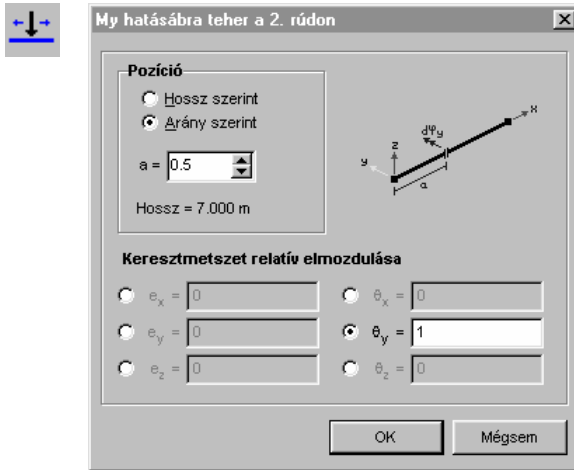 My hatásábra teher a 2. rúdon
Pozíció
Hossz szerint
Arány szerint
a = 0.5
Hossz = 7.000 m
x
dφy
z
y
a
Keresztmetszet relatív elmozdulása
ex = 0
θx = 0
ey = 0
θy = 1
ez = 0
θz = 0
OK
Mégsem